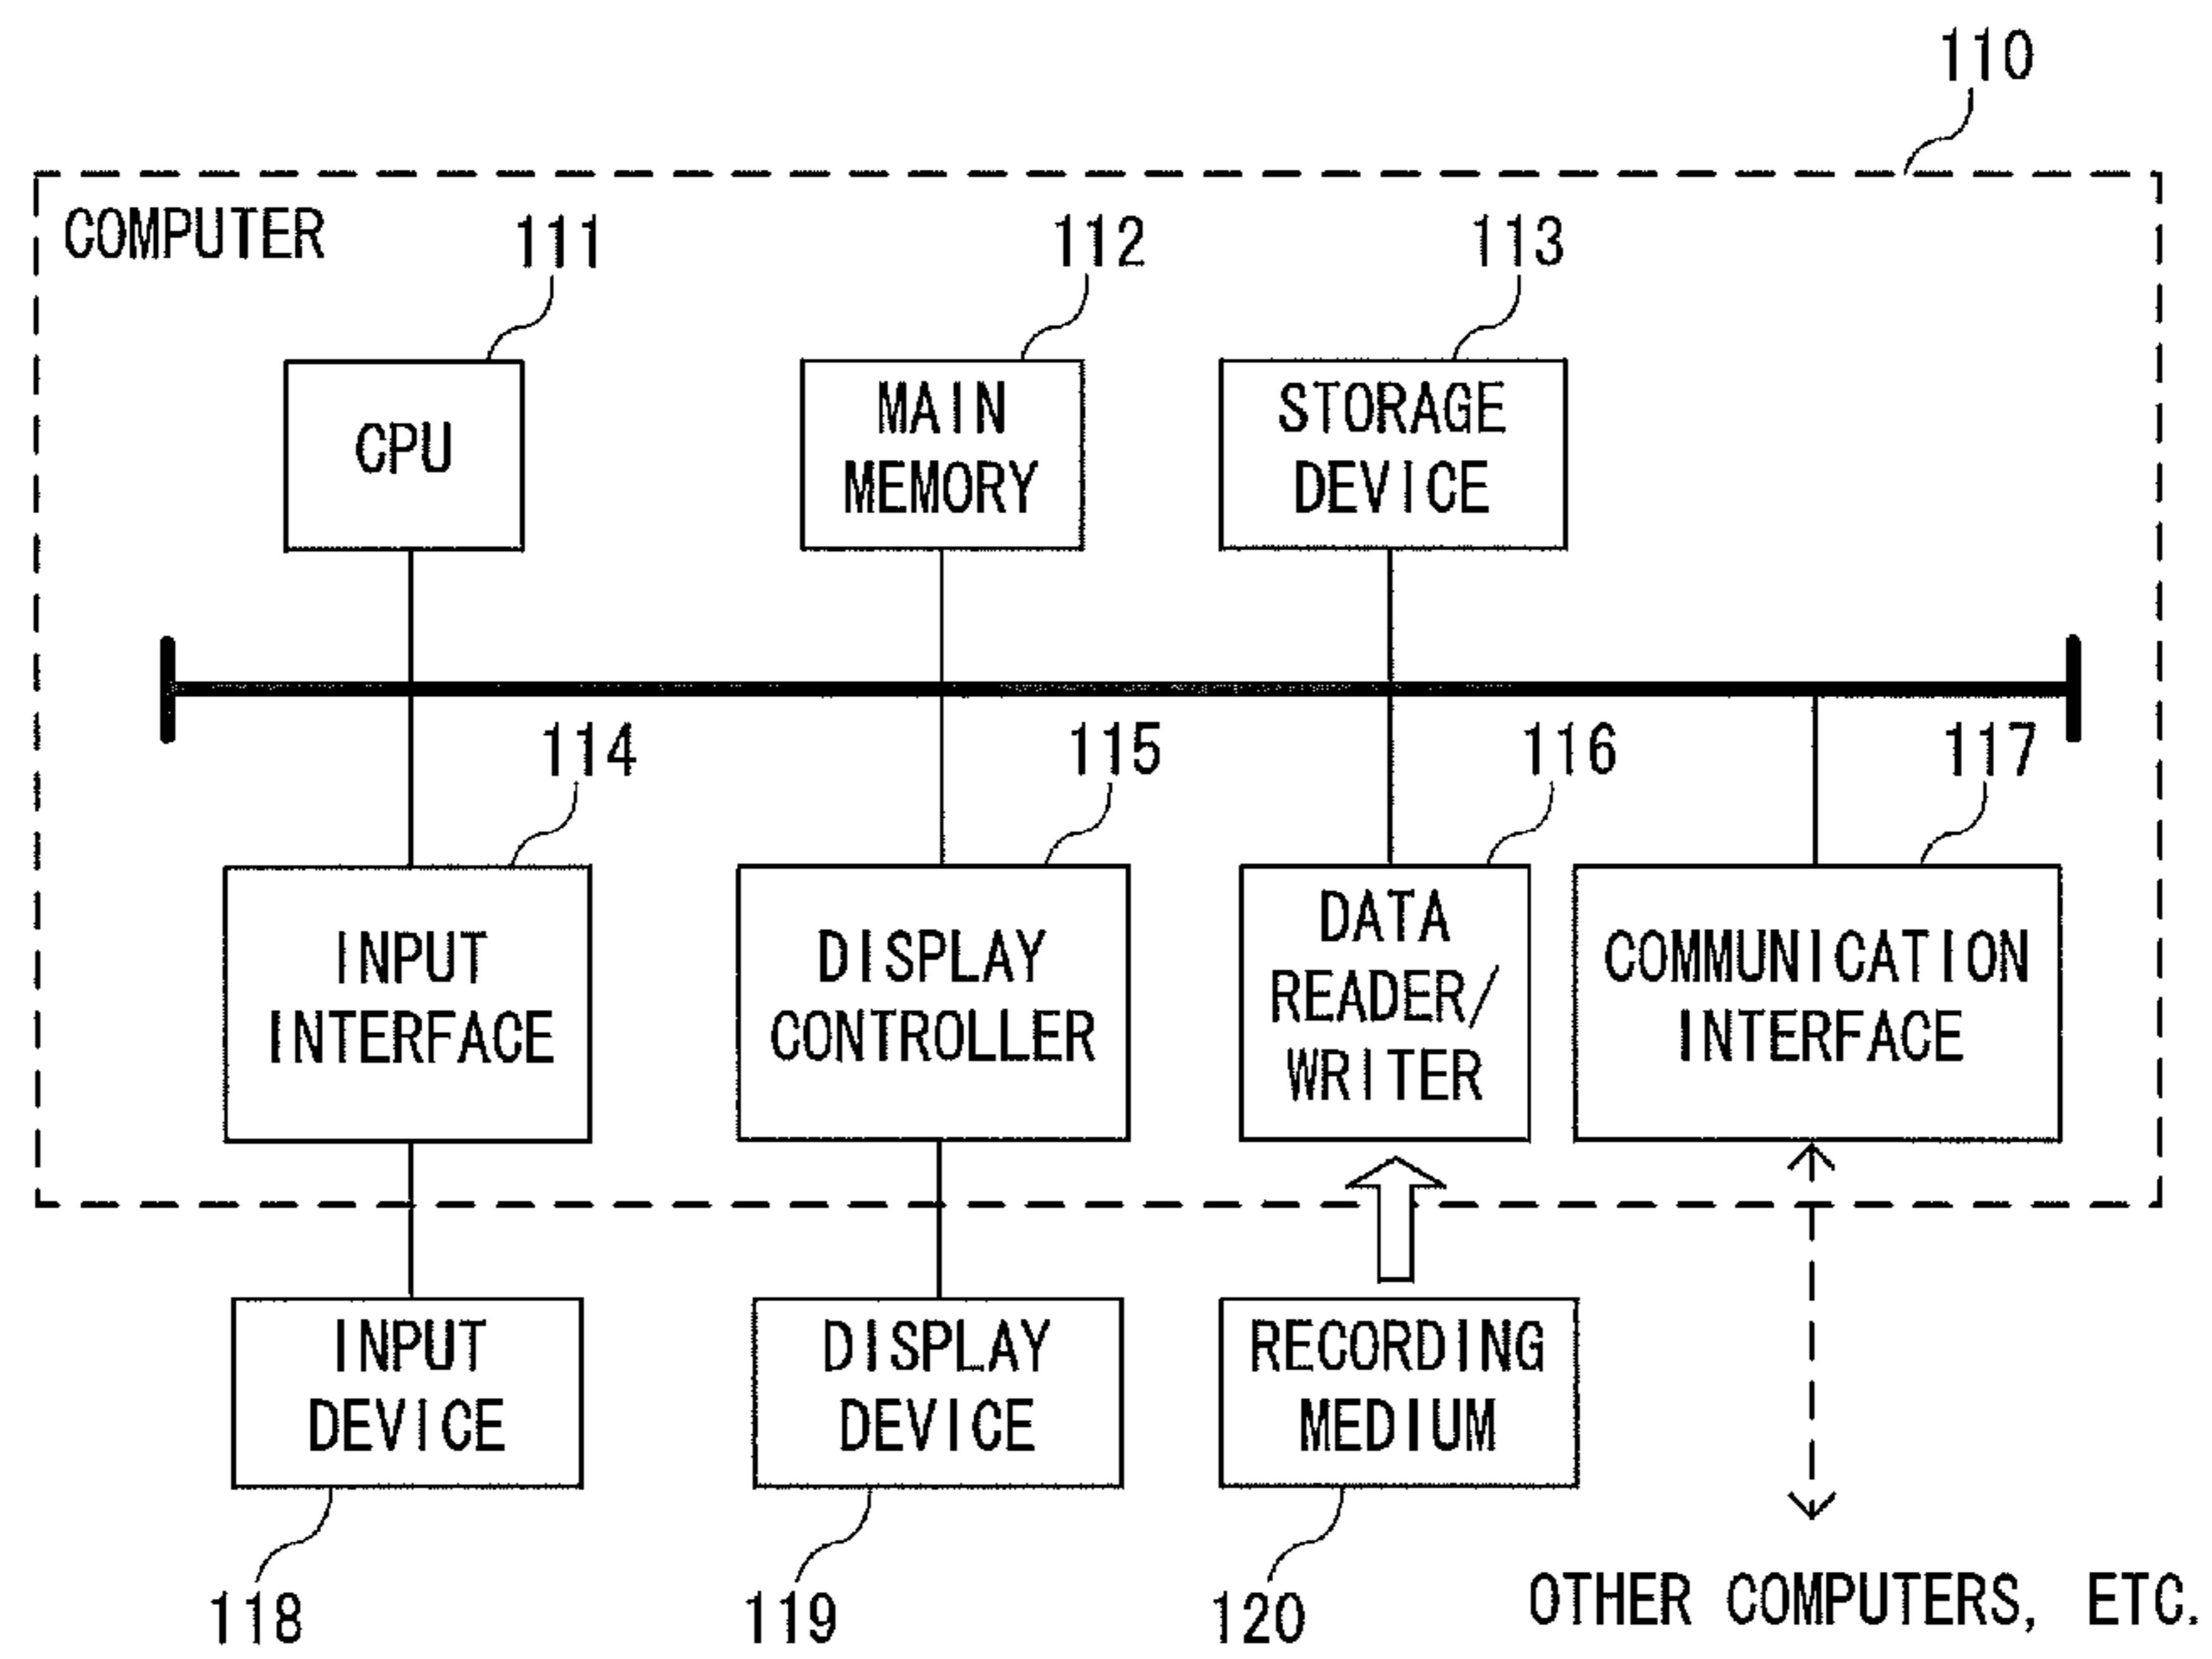 110
COMPUTER
111
112
113
CPU
MAIN
MEMORY
STORAGE
DEVICE
114
115
116
117
INPUT
INTERFACE
DISPLAY
CONTROLLER
DATA
READER/
WRITER
COMMUNICATION
INTERFACE
INPUT
DEVICE
DISPLAY
DEVICE
RECORDING
MEDIUM
118
119
120
OTHER COMPUTERS, ETC.